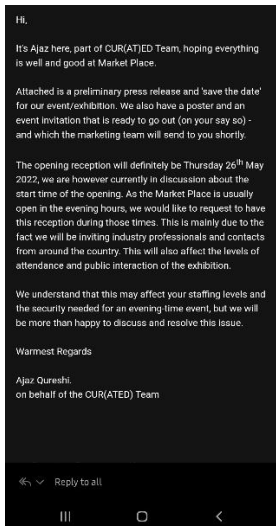 Hi,
It's Ajaz here, part of CUR(AT)ED Team, hoping everything
is well and good at Market Place.
Attached is a preliminary press release and 'save the date'
for our event/exhibition. We also have a poster and an
event invitation that is ready to go out (on your say so) -
and which the marketing team will send to you shortly.
The opening reception will definitely be Thursday 26th May
2022, we are however currently in discussion about the
start time of the opening. As the Market Place is usually
open in the evening hours, we would like to request to have
this reception during those times. This is mainly due to the
fact we will be inviting industry professionals and contacts
from around the country. This will also affect the levels of
attendance and public interaction of the exhibition.
We understand that this may affect your staffing levels and
the security needed for an evening-time event, but we will
be more than happy to discuss and resolve this issue.
Warmest Regards
Ajaz Qureshi.
on behalf of the CUR(ATED) Team
Reply to all